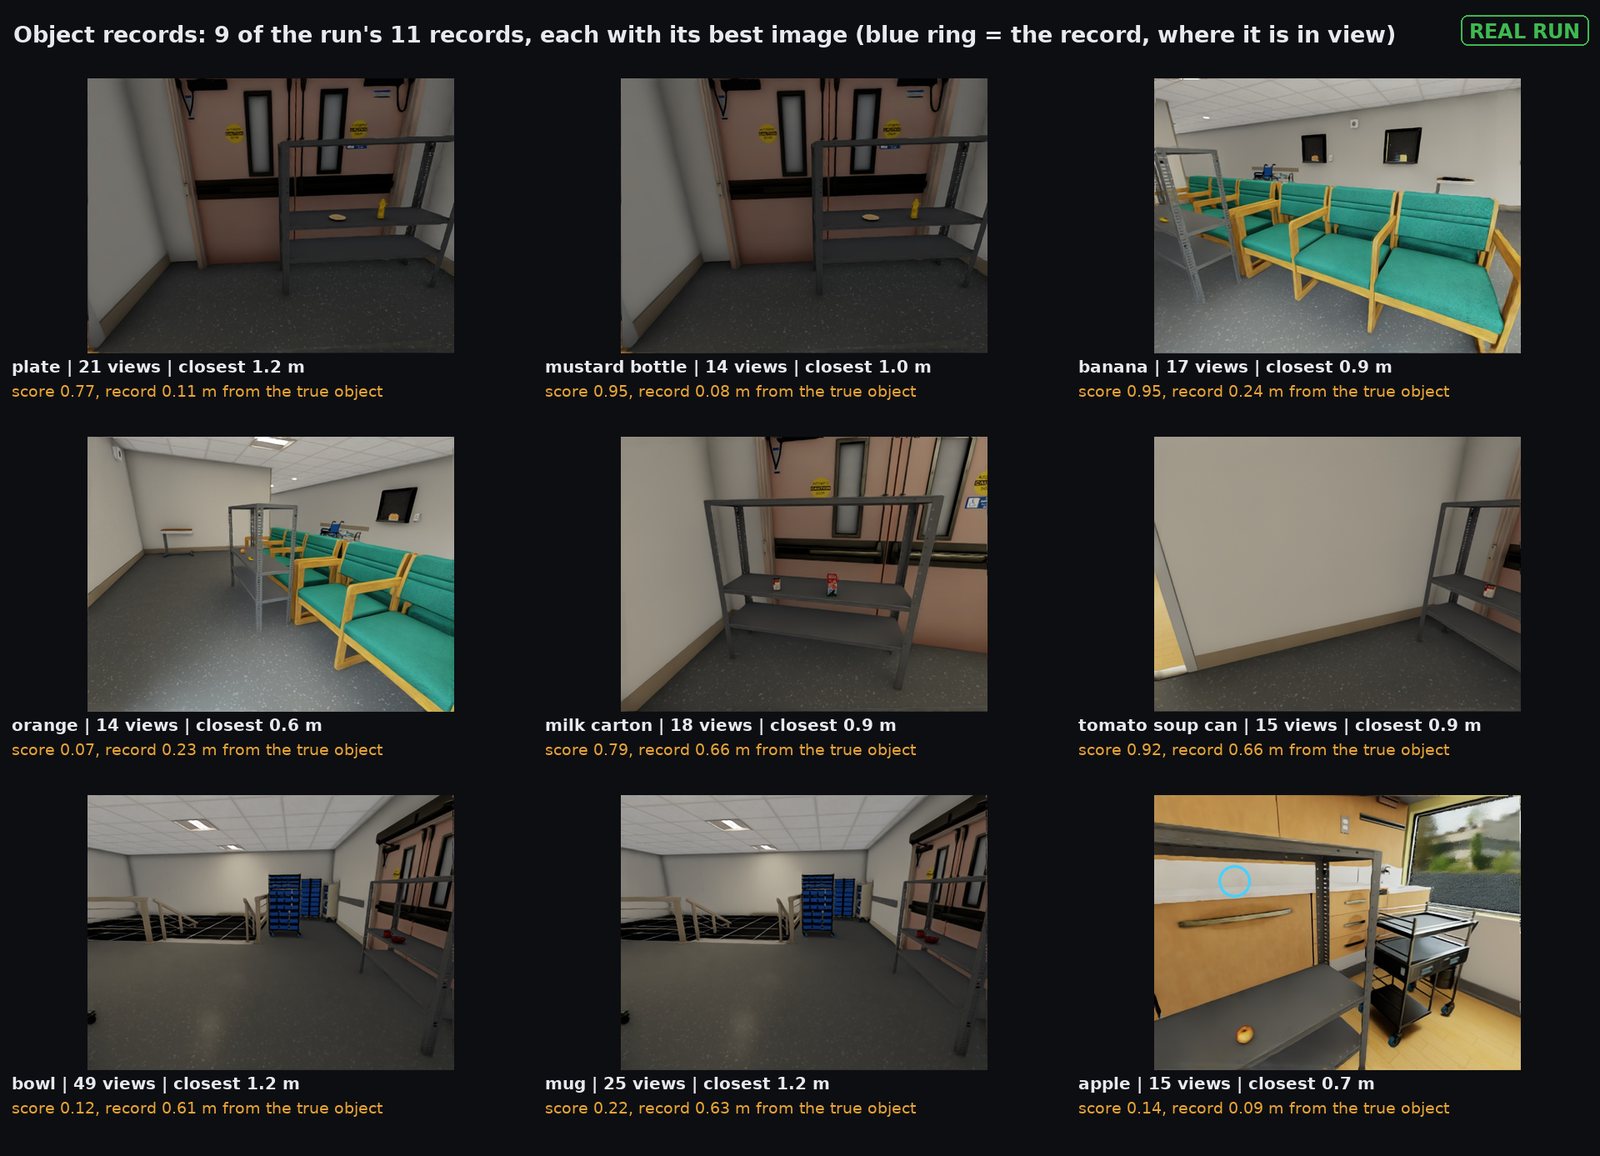 Object records: 9 of the run's 11 records, each with its best image (blue ring = the record, where it is in view)
REAL RUN
plate | 21 views | closest 1.2 m
score 0.77, record 0.11 m from the true object
mustard bottle | 14 views | closest 1.0 m
score 0.95, record 0.08 m from the true object
banana | 17 views | closest 0.9 m
score 0.95, record 0.24 m from the true object
orange | 14 views | closest 0.6 m
score 0.07, record 0.23 m from the true object
milk carton | 18 views | closest 0.9 m
score 0.79, record 0.66 m from the true object
tomato soup can | 15 views | closest 0.9 m
score 0.92, record 0.66 m from the true object
bowl | 49 views | closest 1.2 m
score 0.12, record 0.61 m from the true object
mug | 25 views | closest 1.2 m
score 0.22, record 0.63 m from the true object
apple | 15 views | closest 0.7 m
score 0.14, record 0.09 m from the true object